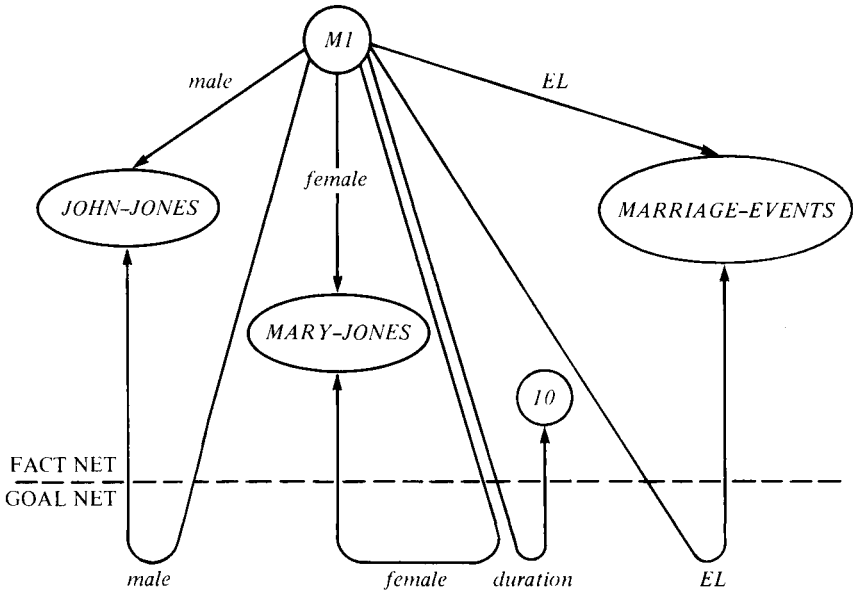 M1
male
EL
female
JOHN-JONES
MARRIAGE-EVENTS
MARY-JONES
10
FACT NET
GOAL NET
male
female
duration
EL